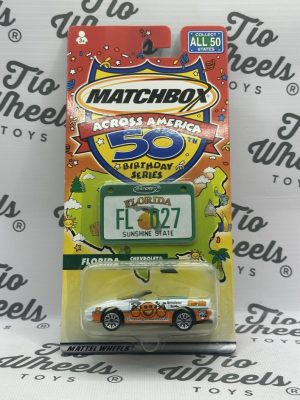 COLLECT
ALL 50
STATES
3+
MATCHBOX
ACROSS AMERICA
50TH
BIRTHDAY
SERIES
FLORIDA
FL 027
SUNSHINE STATE
FLORIDA CHEVROLET
MATTEL WHEELS
Tio
Wheels
TOYS